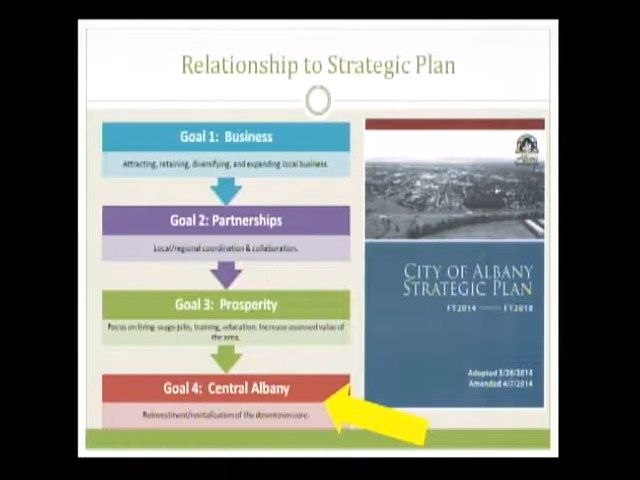 Relationship to Strategic Plan
Goal 1: Business
Attracting, retaining, diversifying, and expanding local business.
Goal 2: Partnerships
Local/regional coordination & collaboration.
Goal 3: Prosperity
Focus on living-wage jobs, training, education. Increase assessed value of
the area.
Goal 4: Central Albany
Reinvestment/revitalization of the downtown core.
CITY OF ALBANY
STRATEGIC PLAN
FY2014 FY2018
Adopted 3/26/2014
Amended 4/7/2014